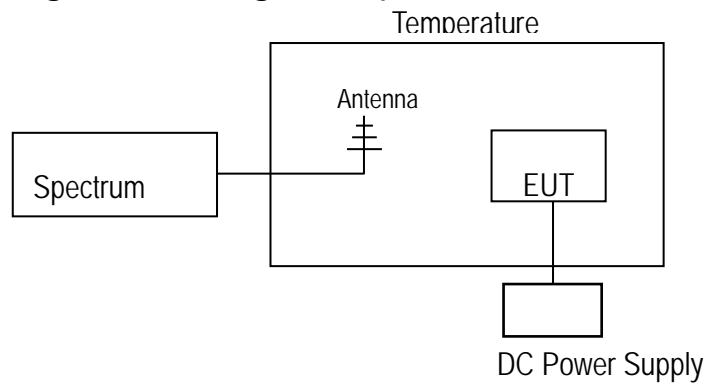 Temperature
Antenna
Spectrum
EUT
DC Power Supply